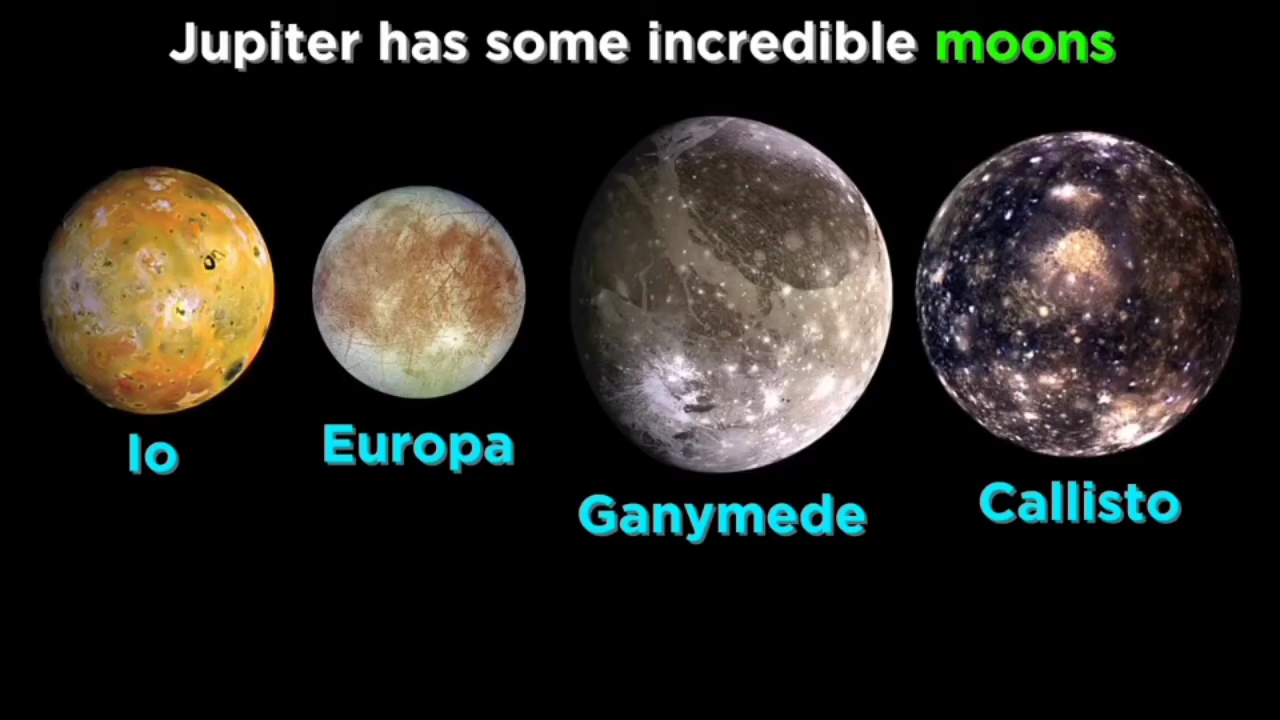 Jupiter has some incredible moons
Io
Europa
Ganymede
Callisto